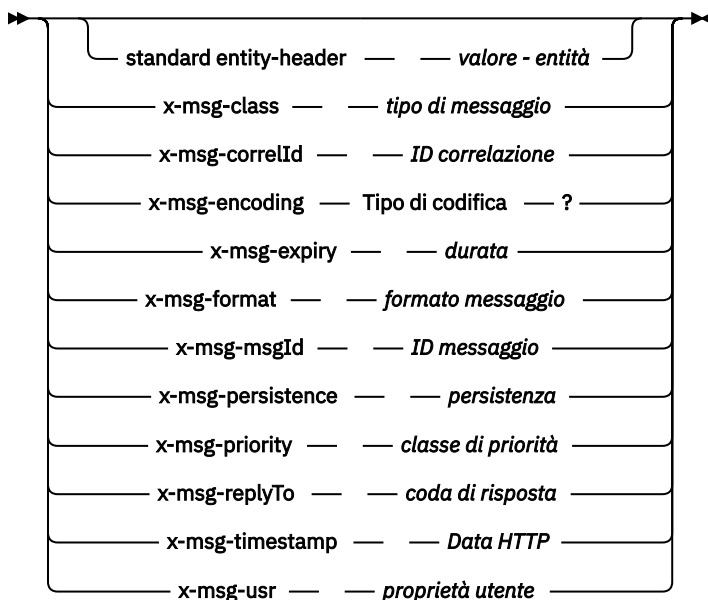 standard entity-header — — valore - entità
x-msg-class — — tipo di messaggio
x-msg-correlId — — ID correlazione
x-msg-encoding — Tipo di codifica — ?
x-msg-expiry — — durata
x-msg-format — — formato messaggio
x-msg-msgId — — ID messaggio
x-msg-persistence — — persistenza
x-msg-priority — — classe di priorità
x-msg-replyTo — — coda di risposta
x-msg-timestamp — — Data HTTP
x-msg-usr — — proprietà utente